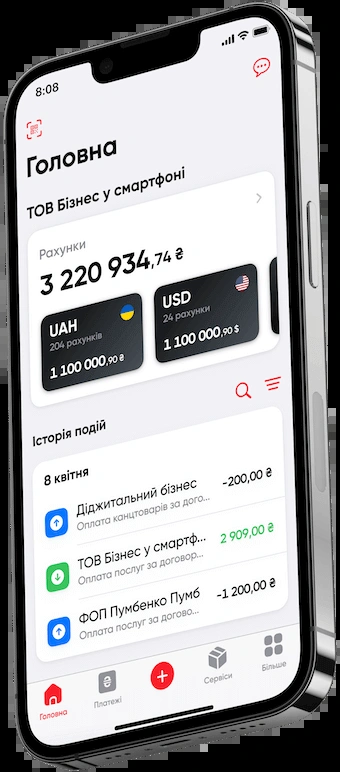 8:08
Головна
ТОВ Бізнес у смартфоні
Рахунки
3 220 934,74 ₴
UAH
204 рахунків
1 100 000,90 ₴
USD
24 рахунки
1 100 000,90 $
Історія подій
8 квітня
Діджитальний бізнес
-200,00 ₴
Оплата канцтоварів за дого...
ТОВ Бізнес у смартф...
2 909,00 ₴
Оплата послуг за договор...
ФОП Пумбенко Пумб
-1 200,00 ₴
Оплата послуг за догово...
Головна
Платежі
Сервіси
Більше